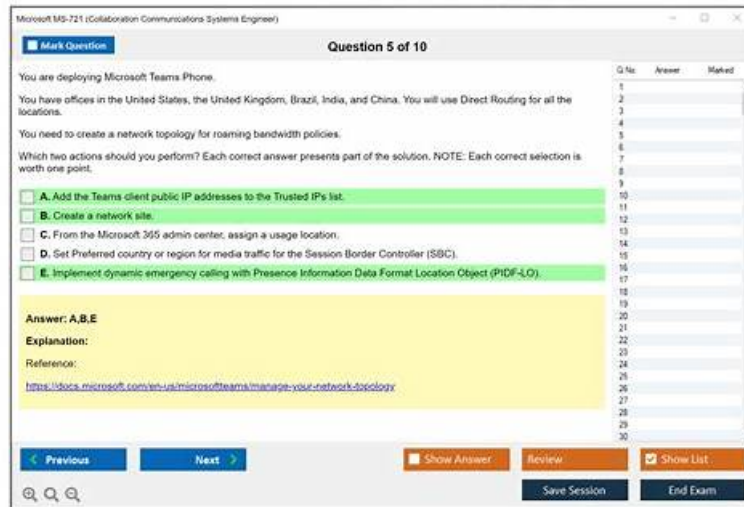 Microsoft MS-721 (Collaboration Communications Systems Engineer)
Mark Question
Question 5 of 10
Q.No. Answer Marked
You are deploying Microsoft Teams Phone.
You have offices in the United States, the United Kingdom, Brazil, India, and China. You will use Direct Routing for all the
locations.
You need to create a network topology for roaming bandwidth policies.
Which two actions should you perform? Each correct answer presents part of the solution. NOTE: Each correct selection is
worth one point.
A. Add the Teams client public IP addresses to the Trusted IPs list.
B. Create a network site.
C. From the Microsoft 365 admin center, assign a usage location.
D. Set Preferred country or region for media traffic for the Session Border Controller (SBC).
E. Implement dynamic emergency calling with Presence Information Data Format Location Object (PIDF-LO).
Answer: A,B,E
Explanation:
Reference:
https://docs.microsoft.com/en-us/microsoftteams/manage-your-network-topology
1
2
3
4
5
6
7
8
9
10
11
12
13
14
15
16
17
18
19
20
21
22
23
24
25
26
27
28
29
30
Previous
Next
Show Answer
Review
Show List
Save Session
End Exam